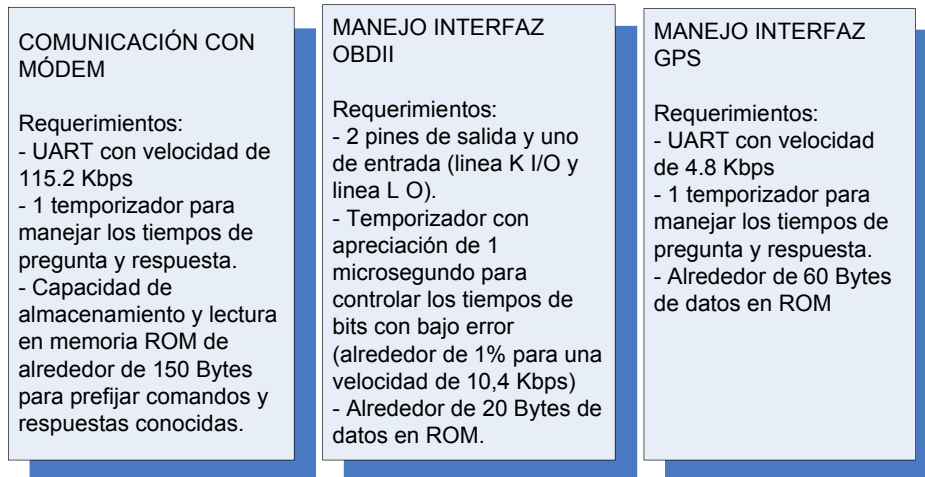 COMUNICACIÓN CON
MÓDEM
Requerimientos:
- UART con velocidad de
115.2 Kbps
- 1 temporizador para
manejar los tiempos de
pregunta y respuesta.
- Capacidad de
almacenamiento y lectura
en memoria ROM de
alrededor de 150 Bytes
para prefijar comandos y
respuestas conocidas.
MANEJO INTERFAZ
OBDII
Requerimientos:
- 2 pines de salida y uno
de entrada (linea K I/O y
linea L O).
- Temporizador con
apreciación de 1
microsegundo para
controlar los tiempos de
bits con bajo error
(alrededor de 1% para una
velocidad de 10,4 Kbps)
- Alrededor de 20 Bytes de
datos en ROM.
MANEJO INTERFAZ
GPS
Requerimientos:
- UART con velocidad
de 4.8 Kbps
- 1 temporizador para
manejar los tiempos de
pregunta y respuesta.
- Alrededor de 60 Bytes
de datos en ROM